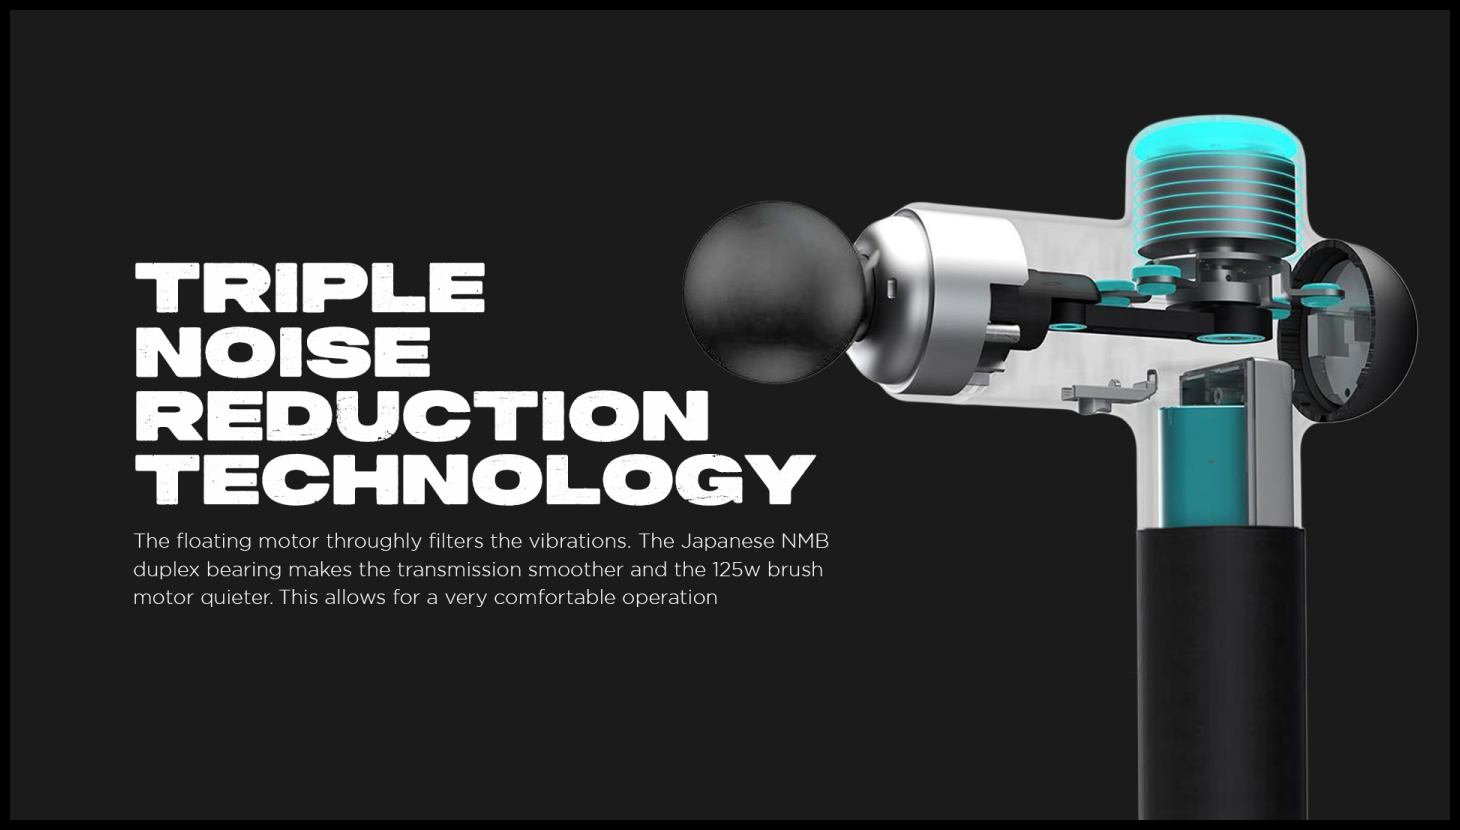 TRIPLE
NOISE
REDUCTION
TECHNOLOGY
The floating motor throughly filters the vibrations. The Japanese NMB
duplex bearing makes the transmission smoother and the 125w brush
motor quieter. This allows for a very comfortable operation